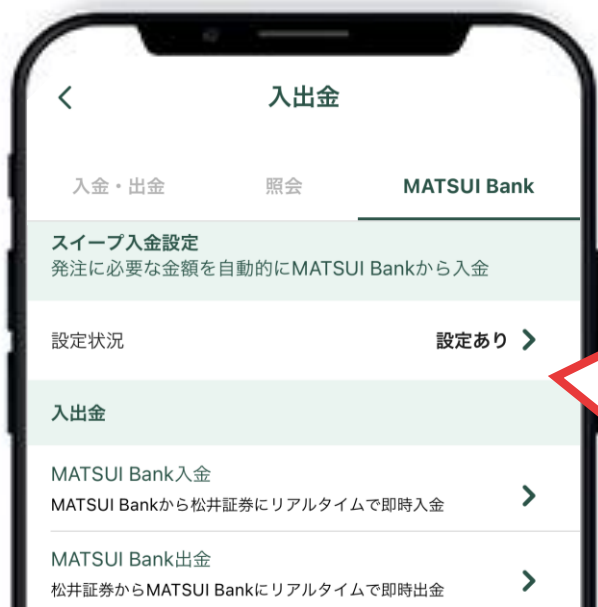 入出金
入金・出金 照会 MATSUI Bank
スイープ入金設定
発注に必要な金額を自動的にMATSUI Bankから入金
設定状況 設定あり
入出金
MATSUI Bank入金
MATSUI Bankから松井証券にリアルタイムで即時入金
MATSUI Bank出金
松井証券からMATSUI Bankにリアルタイムで即時出金